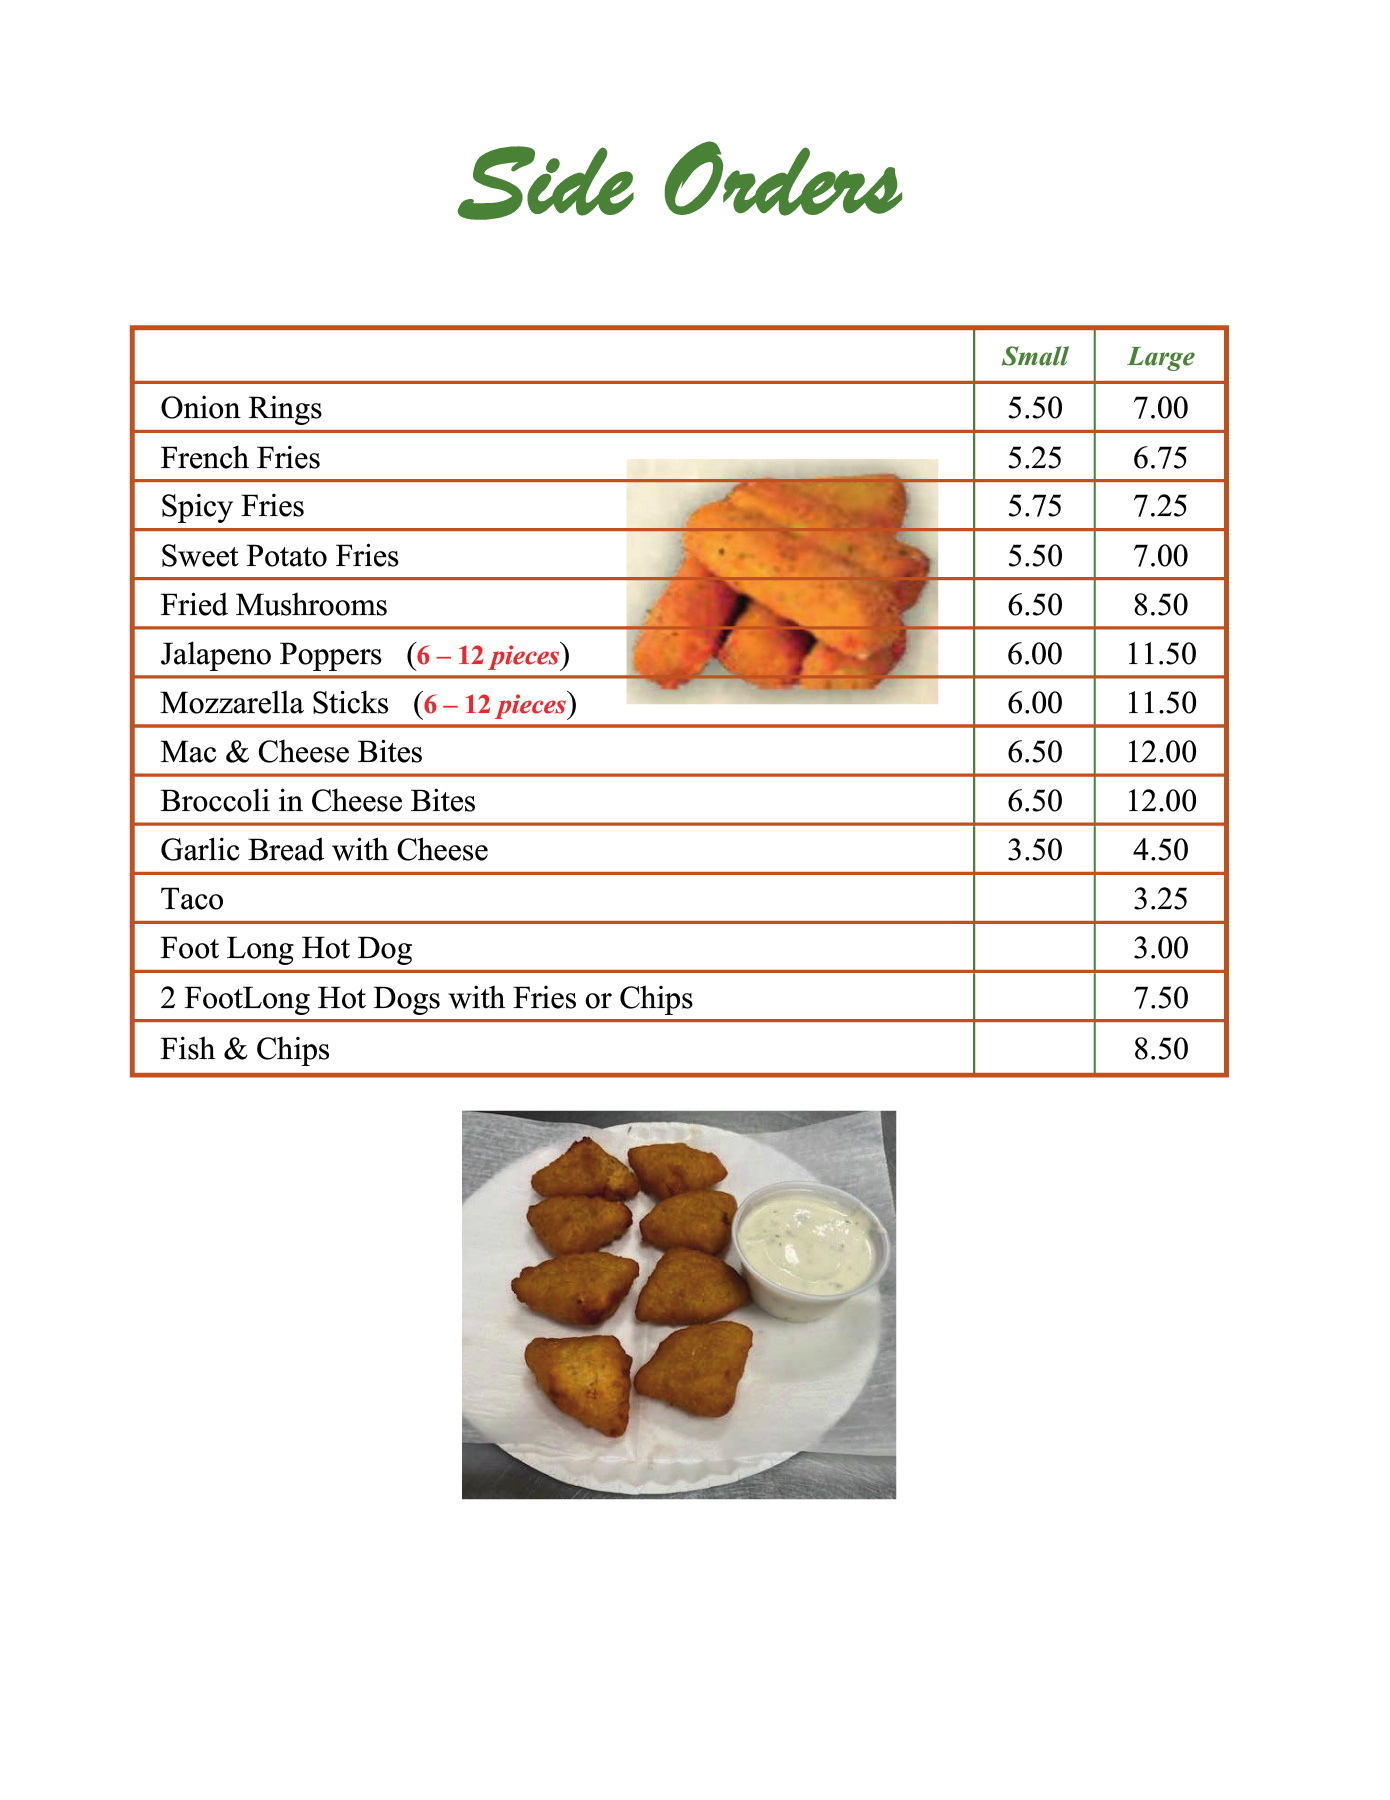 Side Orders
Small Large
Onion Rings 5.50 7.00
French Fries 5.25 6.75
Spicy Fries 5.75 7.25
Sweet Potato Fries 5.50 7.00
Fried Mushrooms 6.50 8.50
Jalapeno Poppers (6 – 12 pieces) 6.00 11.50
Mozzarella Sticks (6 – 12 pieces) 6.00 11.50
Mac & Cheese Bites 6.50 12.00
Broccoli in Cheese Bites 6.50 12.00
Garlic Bread with Cheese 3.50 4.50
Taco 3.25
Foot Long Hot Dog 3.00
2 FootLong Hot Dogs with Fries or Chips 7.50
Fish & Chips 8.50